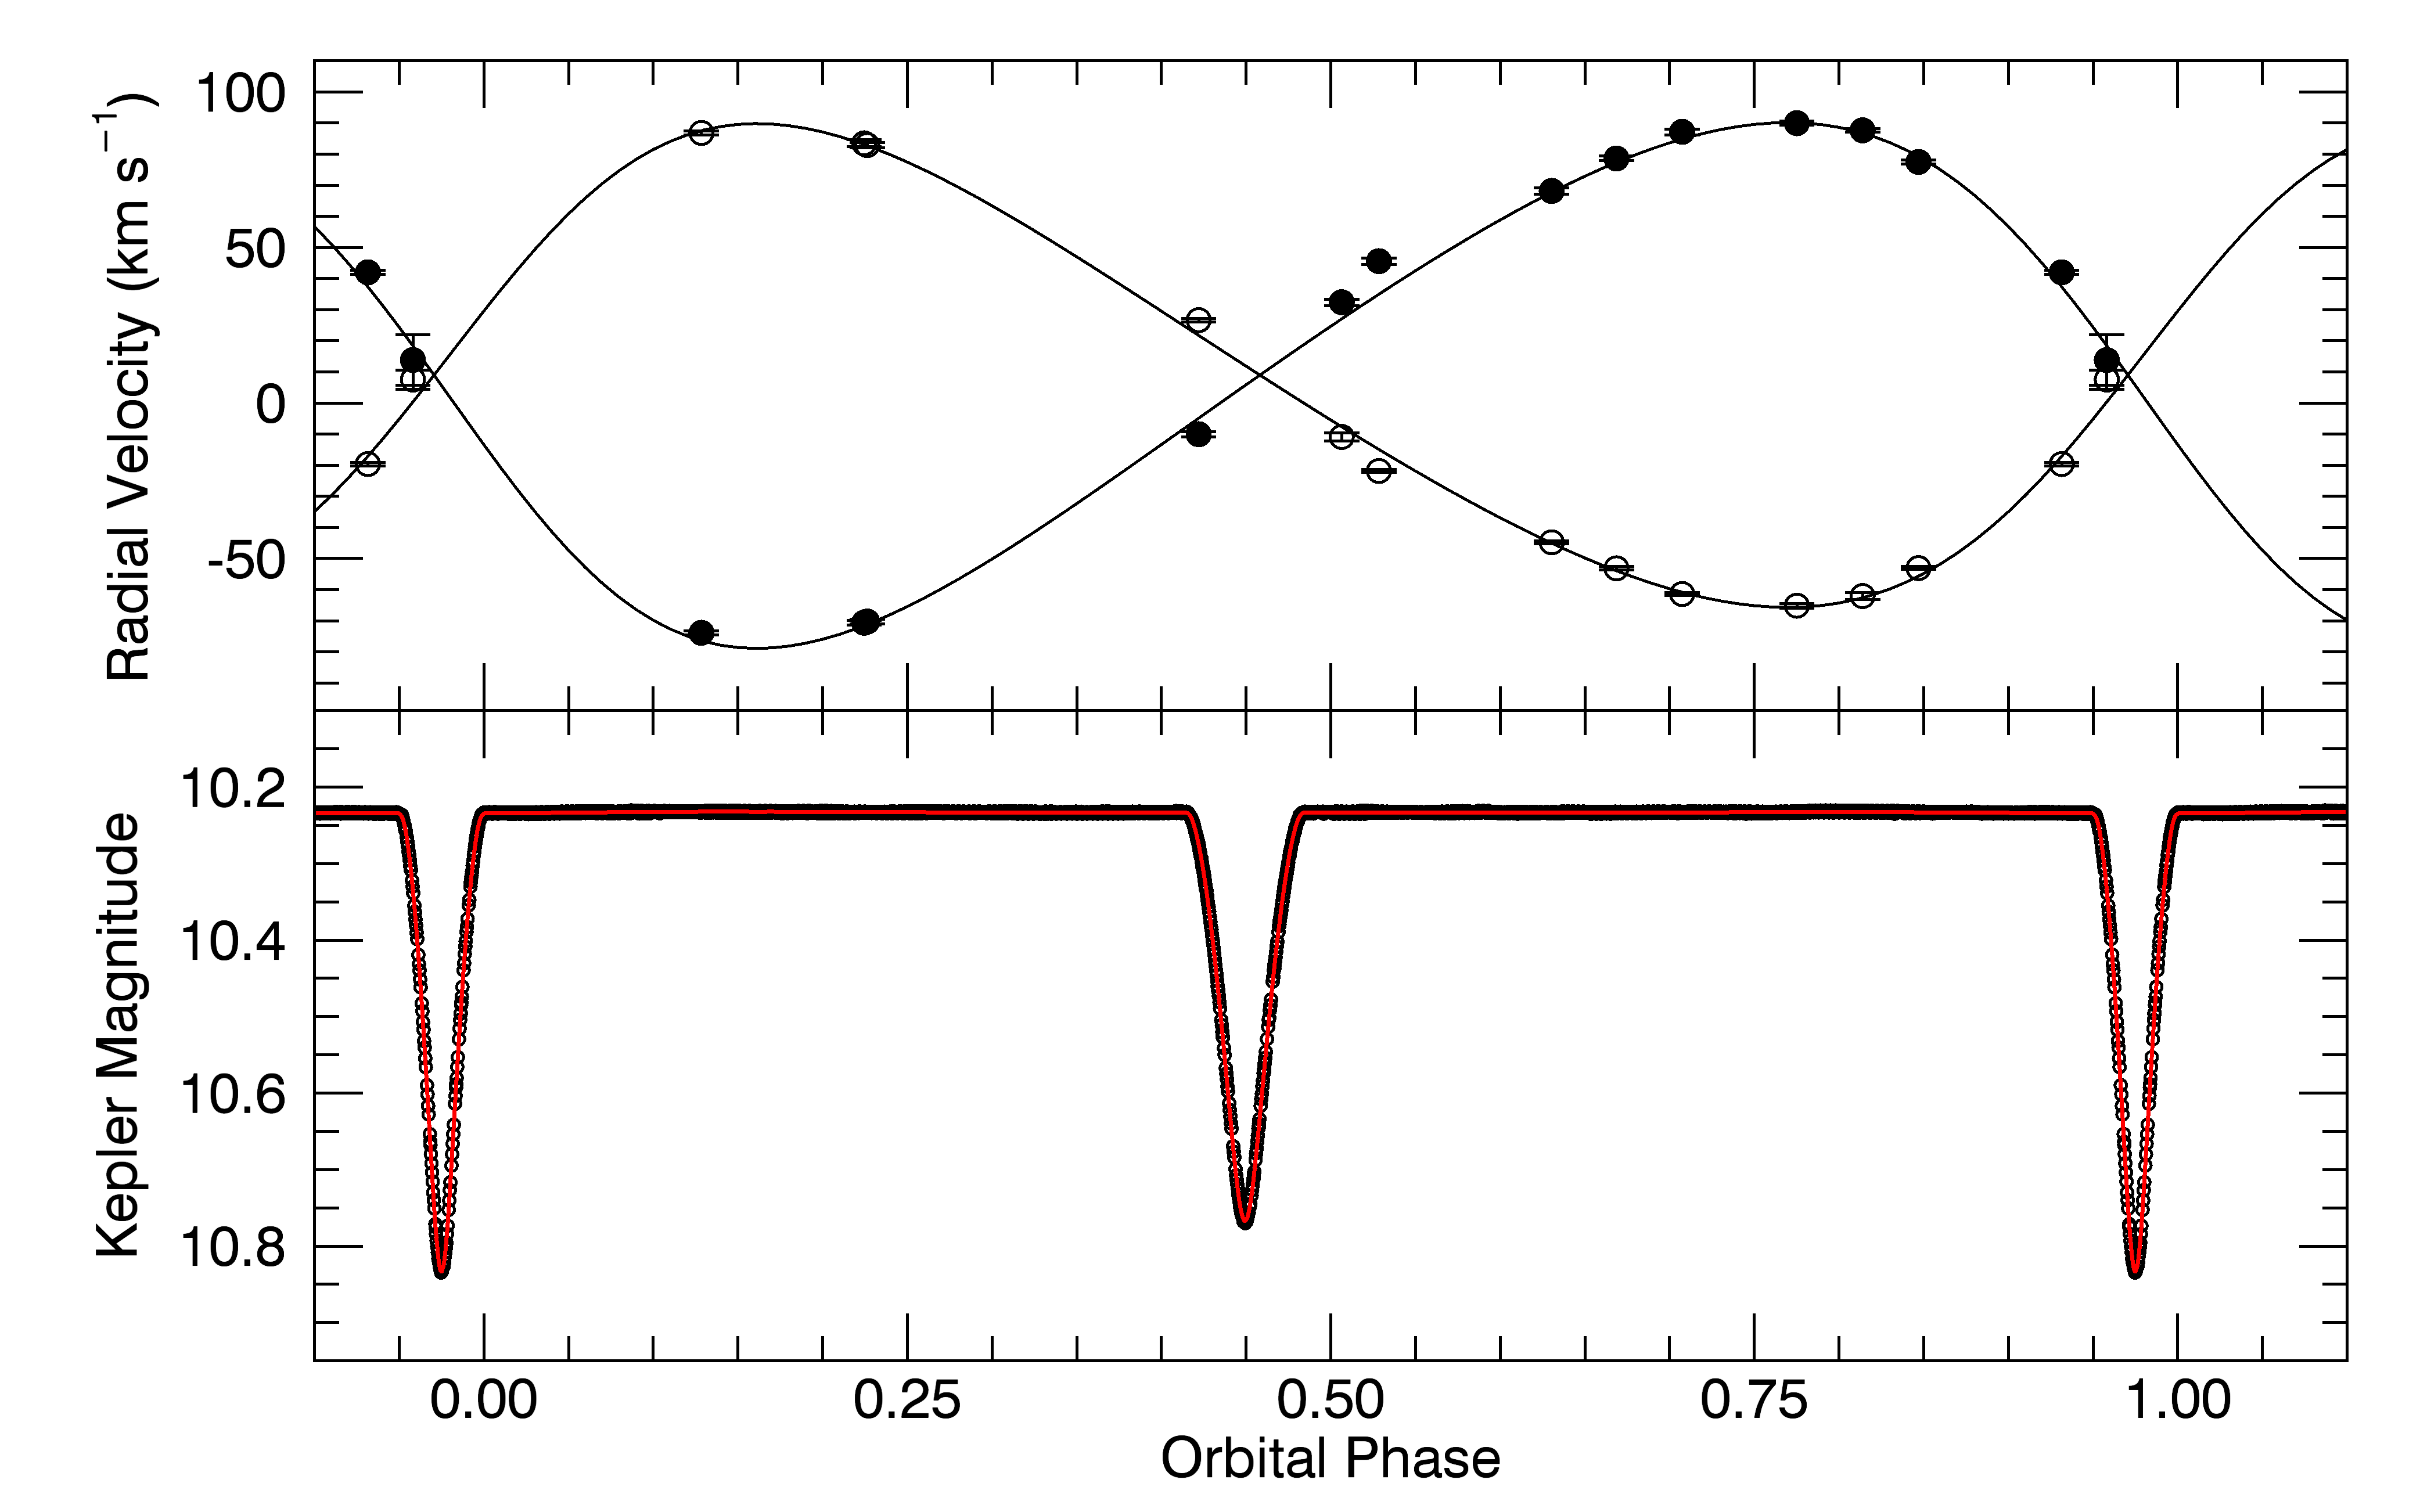 Radial Velocity (km s⁻¹)
100
50
0
-50
Kepler Magnitude
10.2
10.4
10.6
10.8
0.00 0.25 0.50 0.75 1.00
Orbital Phase